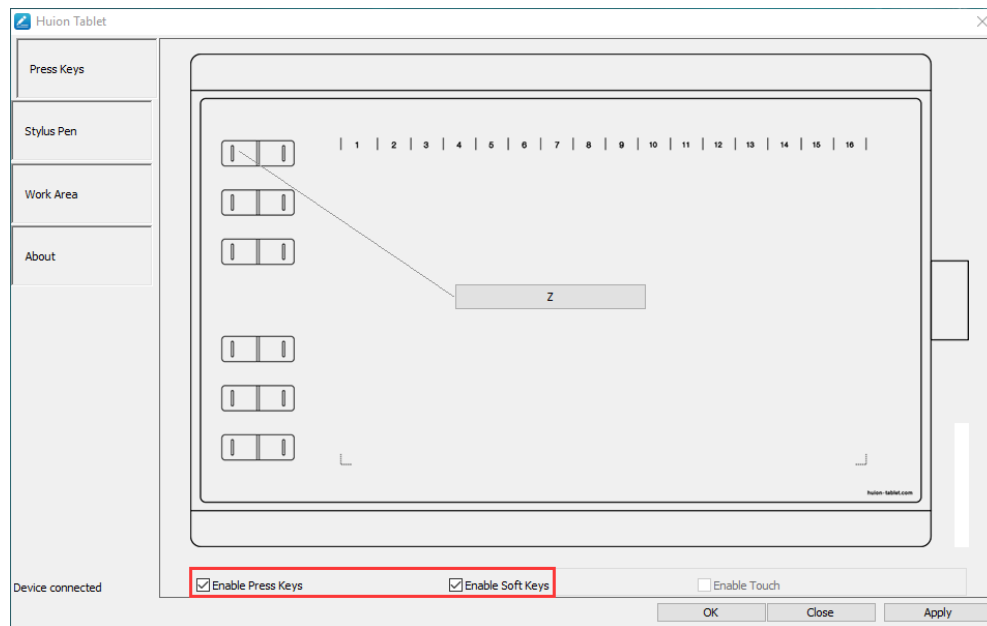 Huion Tablet
Press Keys
Stylus Pen
Work Area
About
1 2 3 4 5 6 7 8 9 10 11 12 13 14 15 16
Z
huion-tablet.com
Device connected
Enable Press Keys
Enable Soft Keys
Enable Touch
OK
Close
Apply